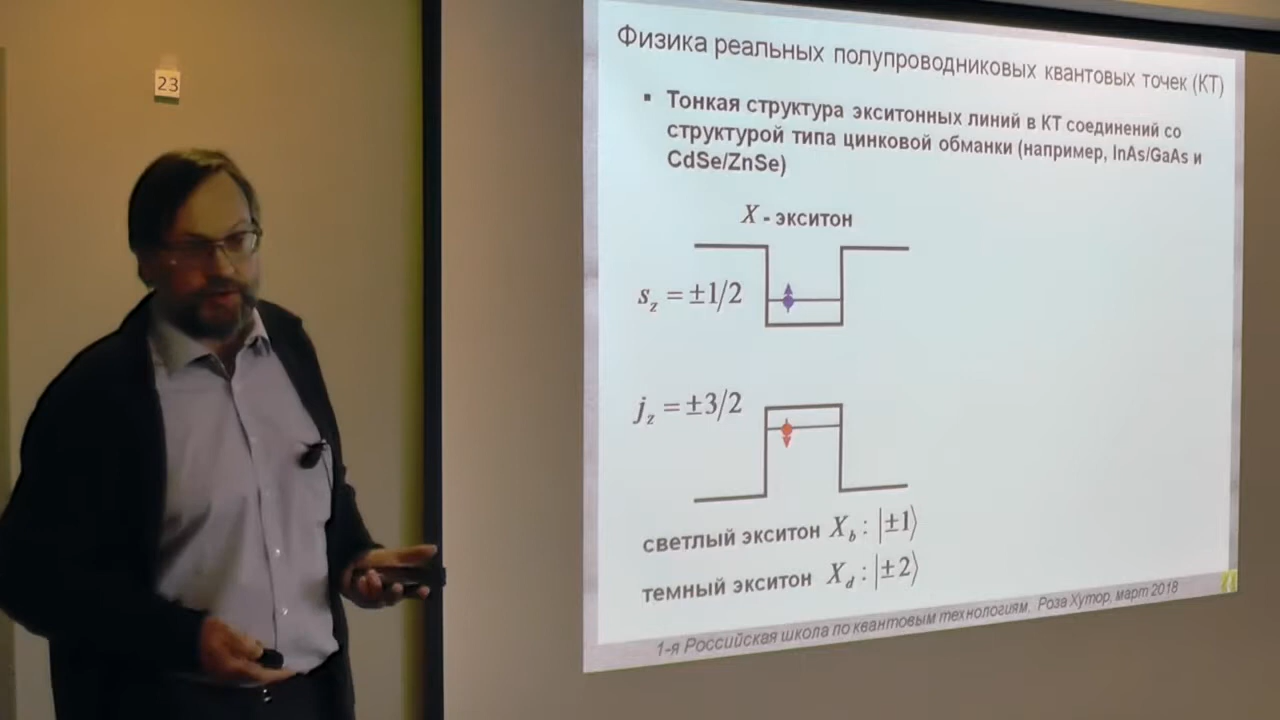 23
Физика реальных полупроводниковых квантовых точек (КТ)
▪ Тонкая структура экситонных линий в КТ соединений со
структурой типа цинковой обманки (например, InAs/GaAs и
CdSe/ZnSe)
X - экситон
s_z = ±1/2
j_z = ±3/2
светлый экситон X_b : |±1⟩
темный экситон X_d : |±2⟩
1-я Российская школа по квантовым технологиям. Роза Хутор, март 2018